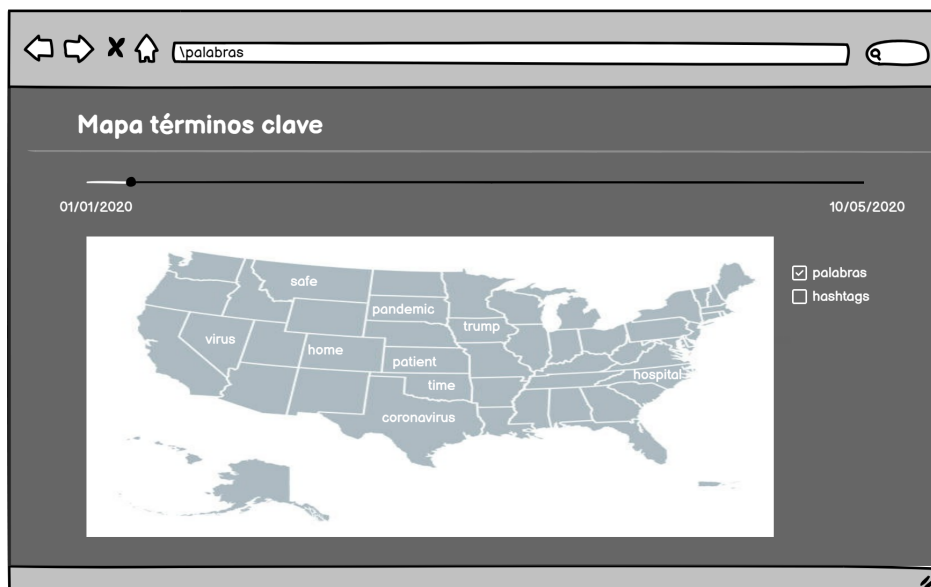 \palabras
Mapa términos clave
01/01/2020
10/05/2020
safe
palabras
hashtags
pandemic
trump
virus
home
patient
hospital
time
coronavirus